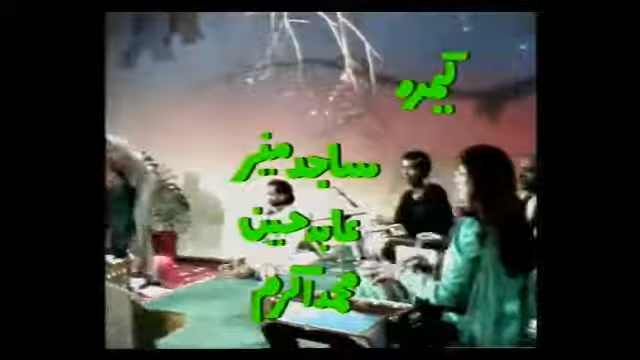 کیمرہ
ساجد منیر
عابد حسین
محمد اکرم